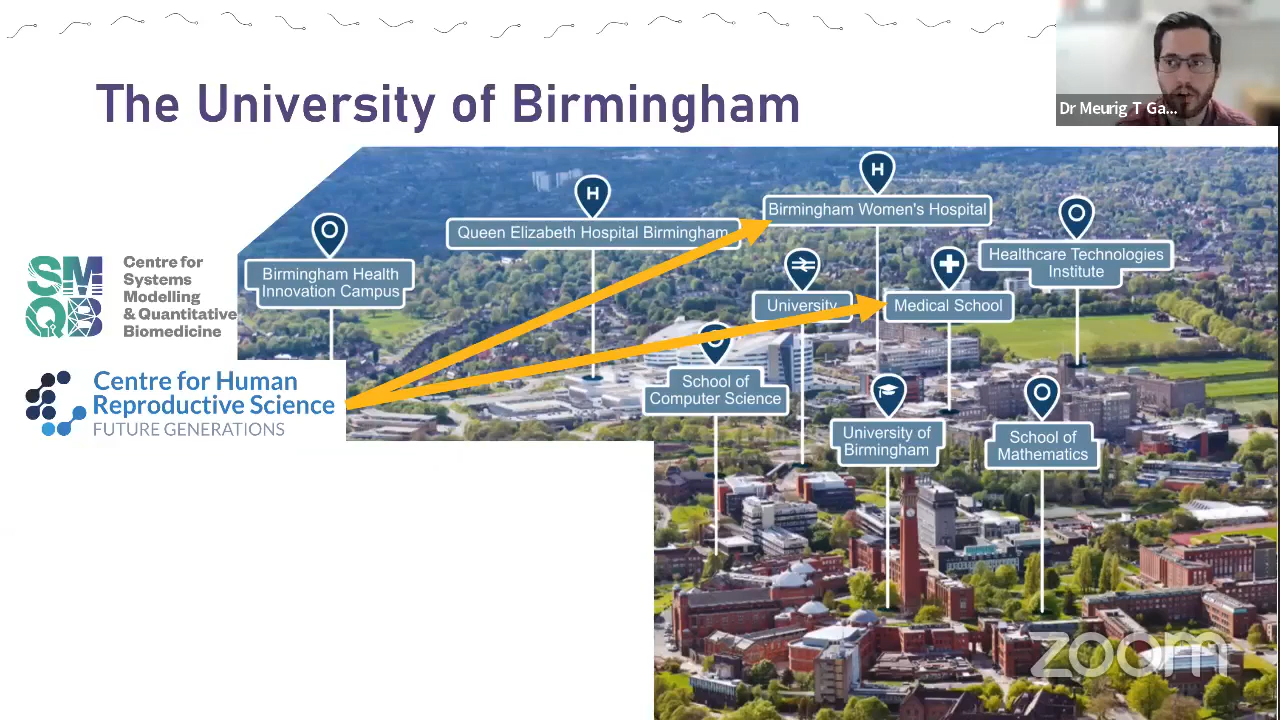 The University of Birmingham
Dr Meurig T Ga...
H
H
Birmingham Women's Hospital
Queen Elizabeth Hospital Birmingham
Healthcare Technologies
Institute
Birmingham Health
Innovation Campus
University
Medical School
SMQB
Centre for
Systems
Modelling
& Quantitative
Biomedicine
School of
Computer Science
Centre for Human
Reproductive Science
FUTURE GENERATIONS
University of
Birmingham
School of
Mathematics
zoom